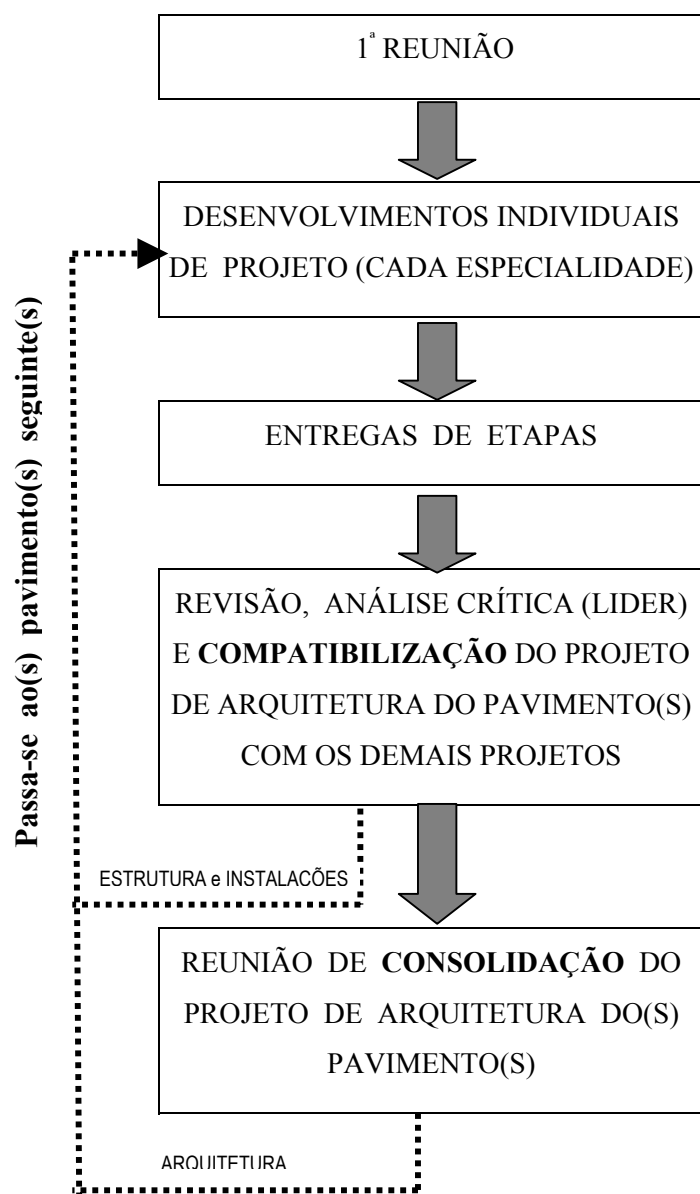 1ª REUNIÃO
DESENVOLVIMENTOS INDIVIDUAIS
DE PROJETO (CADA ESPECIALIDADE)
Passa-se ao(s) pavimento(s) seguinte(s)
ENTREGAS DE ETAPAS
REVISÃO, ANÁLISE CRÍTICA (LIDER)
E COMPATIBILIZAÇÃO DO PROJETO
DE ARQUITETURA DO PAVIMENTO(S)
COM OS DEMAIS PROJETOS
ESTRUTURA e INSTALACÕES
REUNIÃO DE CONSOLIDAÇÃO DO
PROJETO DE ARQUITETURA DO(S)
PAVIMENTO(S)
ARQUITETURA